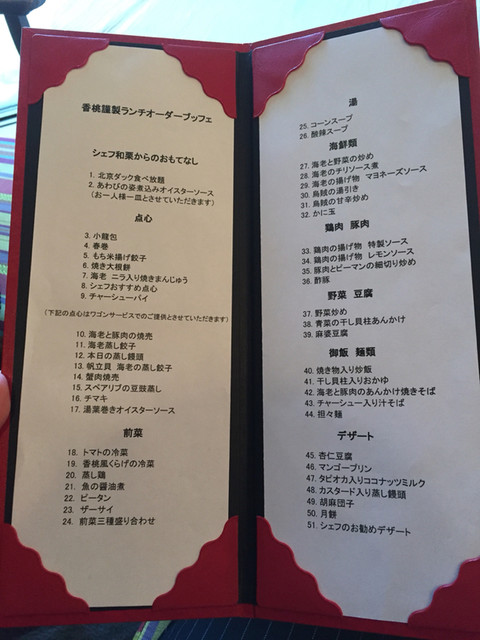 香桃謹製ランチオーダーブッフェ
シェフ和栗からのおもてなし
1. 北京ダック食べ放題
2. あわびの姿煮込みオイスターソース
（お一人様一皿とさせていただきます）
点心
3. 小龍包
4. 春巻
5. もち米揚げ餃子
6. 焼き大根餅
7. 海老 ニラ入り焼きまんじゅう
8. シェフおすすめ点心
9. チャーシューパイ
（下記の点心はワゴンサービスでのご提供とさせていただきます）
10. 海老と豚肉の焼売
11. 海老蒸し餃子
12. 本日の蒸し饅頭
13. 帆立貝 海老の蒸し餃子
14. 蟹肉焼売
15. スペアリブの豆鼓蒸し
16. チマキ
17. 湯葉巻きオイスターソース
前菜
18. トマトの冷菜
19. 香桃風くらげの冷菜
20. 蒸し鶏
21. 魚の醤油煮
22. ピータン
23. ザーサイ
24. 前菜三種盛り合わせ
湯
25. コーンスープ
26. 酸辣スープ
海鮮類
27. 海老と野菜の炒め
28. 海老のチリソース煮
29. 海老の揚げ物 マヨネーズソース
30. 烏賊の湯引き
31. 烏賊の甘辛炒め
32. かに玉
鶏肉 豚肉
33. 鶏肉の揚げ物 特製ソース
34. 鶏肉の揚げ物 レモンソース
35. 豚肉とピーマンの細切り炒め
36. 酢豚
野菜 豆腐
37. 野菜炒め
38. 青菜の干し貝柱あんかけ
39. 麻婆豆腐
御飯 麺類
40. 焼き物入り炒飯
41. 干し貝柱入りおかゆ
42. 海老と豚肉のあんかけ焼きそば
43. チャーシュー入り汁そば
44. 担々麺
デザート
45. 杏仁豆腐
46. マンゴープリン
47. タピオカ入りココナッツミルク
48. カスタード入り蒸し饅頭
49. 胡麻団子
50. 月餅
51. シェフのお勧めデザート